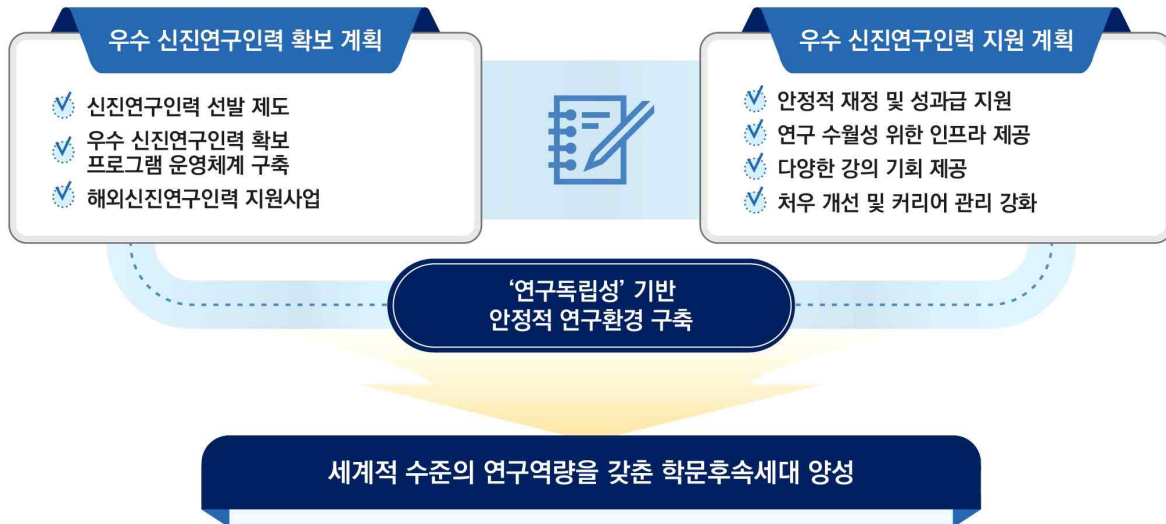 우수 신진연구인력 확보 계획
신진연구인력 선발 제도
우수 신진연구인력 확보
프로그램 운영체계 구축
해외신진연구인력 지원사업
우수 신진연구인력 지원 계획
안정적 재정 및 성과급 지원
연구 수월성 위한 인프라 제공
다양한 강의 기회 제공
처우 개선 및 커리어 관리 강화
‘연구독립성’ 기반
안정적 연구환경 구축
세계적 수준의 연구역량을 갖춘 학문후속세대 양성